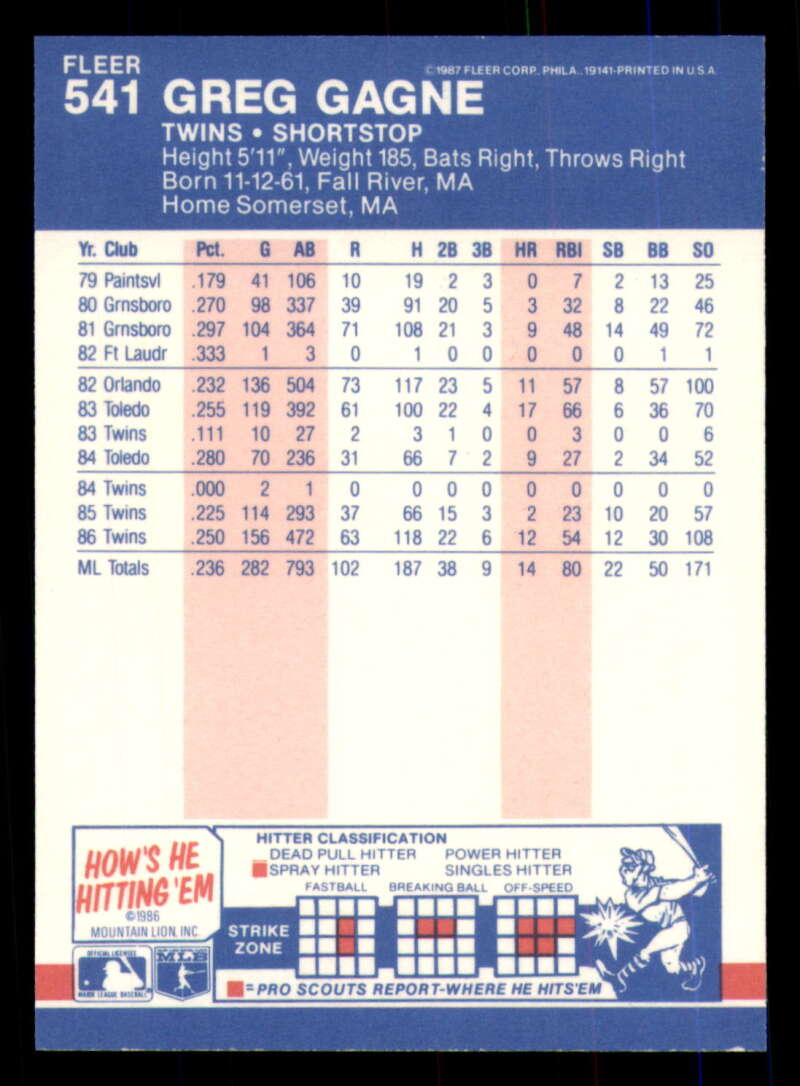 FLEER
©1987 FLEER CORP., PHILA., 19141-PRINTED IN U.S.A.
541 GREG GAGNE
TWINS • SHORTSTOP
Height 5'11", Weight 185, Bats Right, Throws Right
Born 11-12-61, Fall River, MA
Home Somerset, MA
Yr. Club Pct. G AB R H 2B 3B HR RBI SB BB SO
79 Paintsvl .179 41 106 10 19 2 3 0 7 2 13 25
80 Grnsboro .270 98 337 39 91 20 5 3 32 8 22 46
81 Grnsboro .297 104 364 71 108 21 3 9 48 14 49 72
82 Ft Laudr .333 1 3 0 1 0 0 0 0 0 1 1
82 Orlando .232 136 504 73 117 23 5 11 57 8 57 100
83 Toledo .255 119 392 61 100 22 4 17 66 6 36 70
83 Twins .111 10 27 2 3 1 0 0 3 0 0 6
84 Toledo .280 70 236 31 66 7 2 9 27 2 34 52
84 Twins .000 2 1 0 0 0 0 0 0 0 0 0
85 Twins .225 114 293 37 66 15 3 2 23 10 20 57
86 Twins .250 156 472 63 118 22 6 12 54 12 30 108
ML Totals .236 282 793 102 187 38 9 14 80 22 50 171
HOW'S HE
HITTING 'EM
©1986
MOUNTAIN LION, INC.
HITTER CLASSIFICATION
DEAD PULL HITTER POWER HITTER
SPRAY HITTER SINGLES HITTER
FASTBALL BREAKING BALL OFF-SPEED
STRIKE
ZONE
=PRO SCOUTS REPORT-WHERE HE HITS'EM
OFFICIAL LICENSEE
MAJOR LEAGUE BASEBALL
MLB